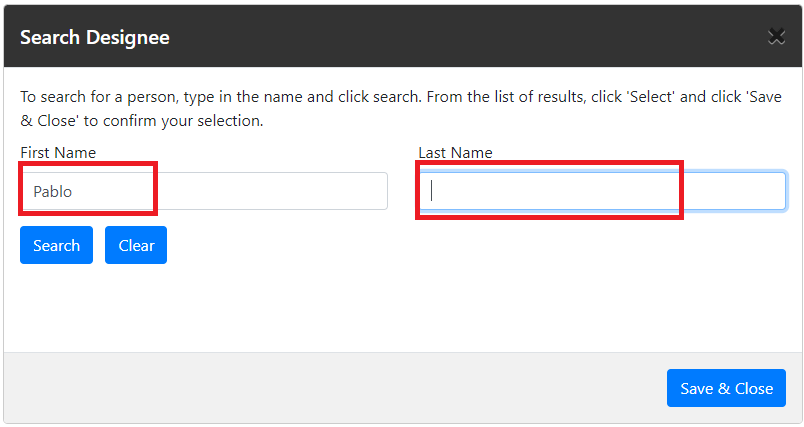 Search Designee
To search for a person, type in the name and click search. From the list of results, click 'Select' and click 'Save
& Close' to confirm your selection.
First Name
Last Name
Pablo
Search
Clear
Save & Close